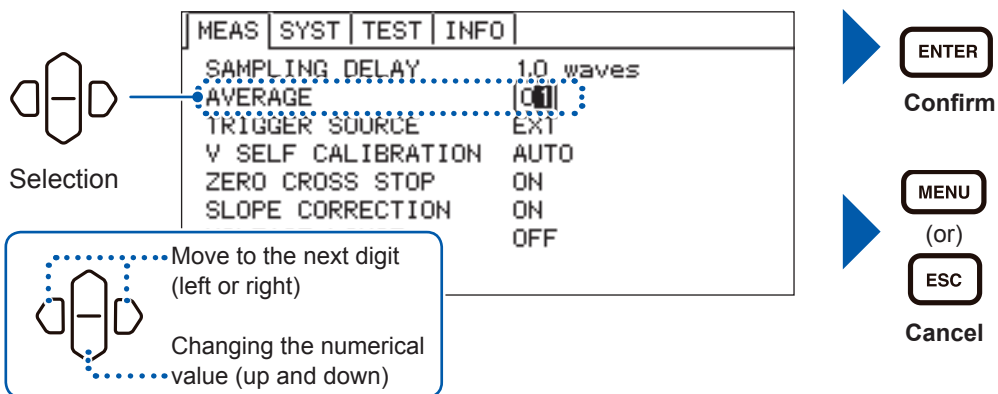 MEAS SYST TEST INFO
SAMPLING DELAY 1.0 waves
AVERAGE 01
TRIGGER SOURCE EXT
V SELF CALIBRATION AUTO
ZERO CROSS STOP ON
SLOPE CORRECTION ON
OFF
Selection
Move to the next digit
(left or right)
Changing the numerical
value (up and down)
ENTER
Confirm
MENU
(or)
ESC
Cancel